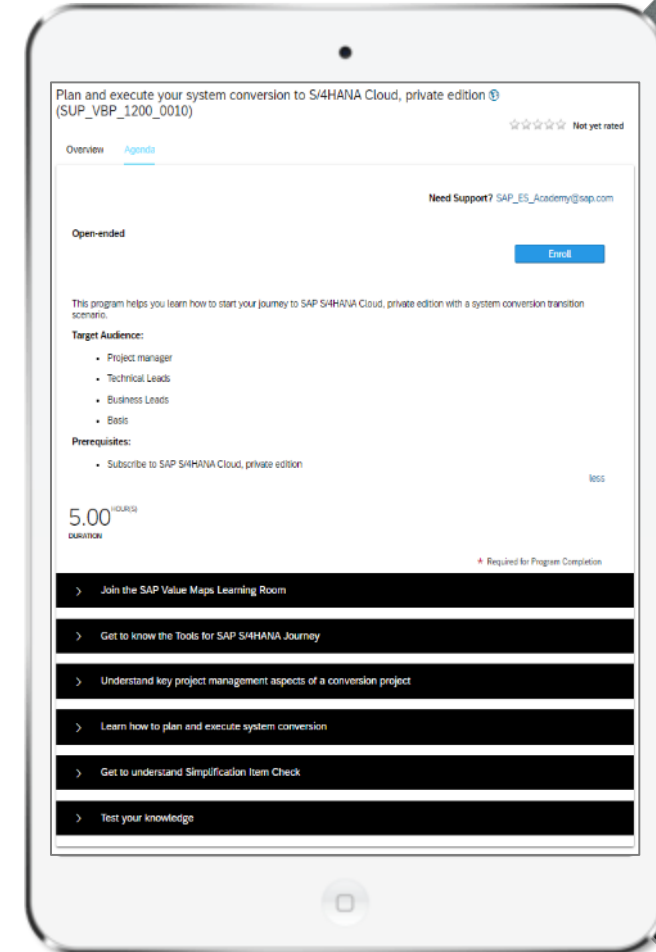 Plan and execute your system conversion to S/4HANA Cloud, private edition
(SUP_VBP_1200_0010)
Not yet rated
Overview Agenda
Need Support? SAP_ES_Academy@sap.com
Open-ended
Enroll
This program helps you learn how to start your journey to SAP S/4HANA Cloud, private edition with a system conversion transition
scenario.
Target Audience:
• Project manager
• Technical Leads
• Business Leads
• Basis
Prerequisites:
• Subscribe to SAP S/4HANA Cloud, private edition
less
5.00 HOUR(S)
DURATION
* Required for Program Completion
> Join the SAP Value Maps Learning Room
> Get to know the Tools for SAP S/4HANA Journey
> Understand key project management aspects of a conversion project
> Learn how to plan and execute system conversion
> Get to understand Simplification Item Check
> Test your knowledge